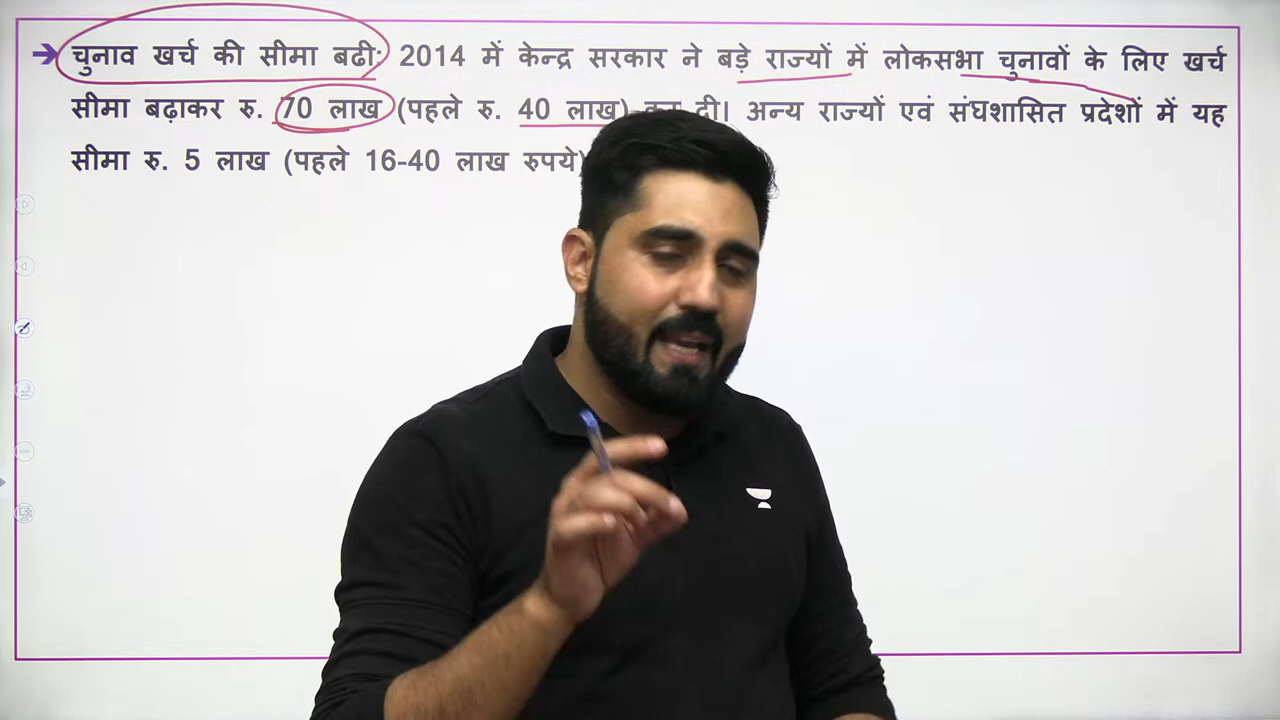 चुनाव खर्च की सीमा बढी: 2014 में केन्द्र सरकार ने बड़े राज्यों में लोकसभा चुनावों के लिए खर्च
सीमा बढ़ाकर रु. 70 लाख (पहले रु. 40 लाख) दी। अन्य राज्यों एवं संघशासित प्रदेशों में यह
सीमा रु. 5 लाख (पहले 16-40 लाख रुपये)